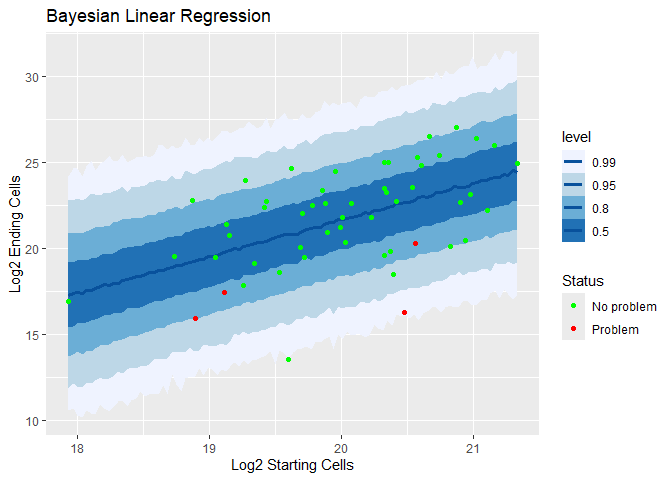 Bayesian Linear Regression
Log2 Ending Cells
30
25
20
15
10
18
19
20
21
Log2 Starting Cells
level
0.99
0.95
0.8
0.5
Status
No problem
Problem